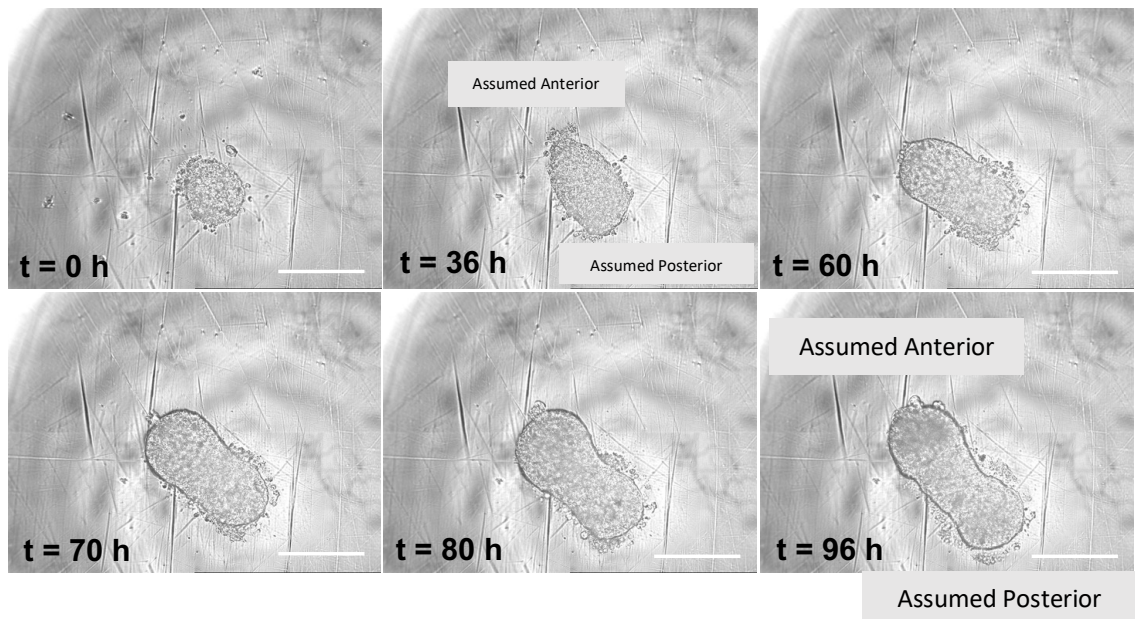 Assumed Anterior
t = 0 h
t = 36 h
Assumed Posterior
t = 60 h
Assumed Anterior
t = 70 h
t = 80 h
t = 96 h
Assumed Posterior